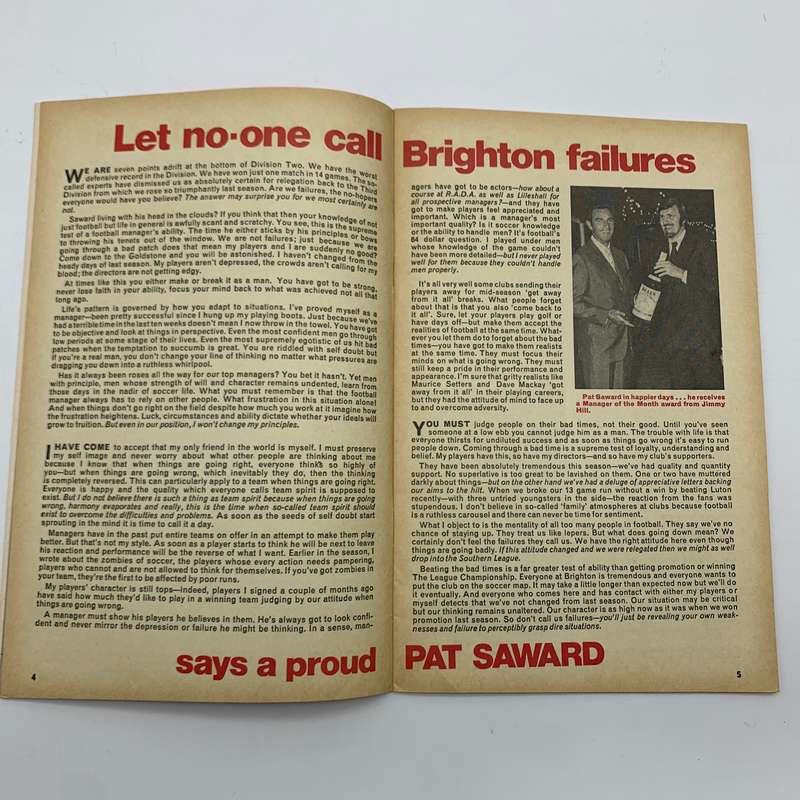 Let no-one call
WE ARE seven points adrift at the bottom of Division Two. We have the worst
defensive record in the Division. We have won just one match in 14 games. The so-
called experts have dismissed us as absolutely certain for relegation back to the Third
Division from which we rose so triumphantly last season. Are we failures, the no-hopers
everyone would have you believe? The answer may surprise you for we most certainly are
not.
Saward living with his head in the clouds? If you think that then your knowledge of not
just football but life in general is awfully scant and scratchy. You see, this is the supreme
test of a football manager's ability. The time he either sticks by his principles or bows
to throwing his tenets out of the window. We are not failures; just because we are
going through a bad patch does that mean my players and I are suddenly no good?
Come down to the Goldstone and you will be astonished. I haven't changed from the
heady days of last season. My players aren't depressed, the crowds aren't calling for my
blood; the directors are not getting edgy.
At times like this you either make or break it as a man. You have got to be strong,
never lose faith in your ability, focus your mind back to what was achieved not all that
long ago.
Life's pattern is governed by how you adapt to situations. I've proved myself as a
manager—been pretty successful since I hung up my playing boots. Just because we've
had a terrible time in the last ten weeks doesn't mean I now throw in the towel. You have got
to be objective and look at things in perspective. Even the most confident men go through
low periods at some stage of their lives. Even the most supremely egotistic of us hit bad
patches when the temptation to succumb is great. You are riddled with self doubt but
if you're a real man, you don't change your line of thinking no matter what pressures are
dragging you down into a ruthless whirlpool.
Has it always been roses all the way for our top managers? You bet it hasn't. Yet men
with principle, men whose strength of will and character remains undented, learn from
those days in the nadir of soccer life. What you must remember is that the football
manager always has to rely on other people. What frustration in this situation alone!
And when things don't go right on the field despite how much you work at it imagine how
the frustration heightens. Luck, circumstances and ability dictate whether your ideals will
grow to fruition. But even in our position, I won't change my principles.
I HAVE COME to accept that my only friend in the world is myself. I must preserve
my self image and never worry about what other people are thinking about me
because I know that when things are going right, everyone thinks so highly of
you—but when things are going wrong, which inevitably they do, then the thinking
is completely reversed. This can particularly apply to a team when things are going right.
Everyone is happy and the quality which everyone calls team spirit is supposed to
exist. But I do not believe there is such a thing as team spirit because when things are going
wrong, harmony evaporates and really, this is the time when so-called team spirit should
exist to overcome the difficulties and problems. As soon as the seeds of self doubt start
sprouting in the mind it is time to call it a day.
Managers have in the past put entire teams on offer in an attempt to make them play
better. But that's not my style. As soon as a player starts to think he will be next to leave
his reaction and performance will be the reverse of what I want. Earlier in the season, I
wrote about the zombies of soccer, the players whose every action needs pampering,
players who cannot and are not allowed to think for themselves. If you've got zombies in
your team, they're the first to be affected by poor runs.
My players' character is still tops—indeed, players I signed a couple of months ago
have said how much they'd like to play in a winning team judging by our attitude when
things are going wrong.
A manager must show his players he believes in them. He's always got to look confi-
dent and never mirror the depression or failure he might be thinking. In a sense, man-
says a proud
4
Brighton failures
agers have got to be actors—how about a
course at R.A.D.A. as well as Lilleshall for
all prospective managers?—and they have
got to make players feel appreciated and
important. Which is a manager's most
important quality? Is it soccer knowledge
or the ability to handle men? It's football's
64 dollar question. I played under men
whose knowledge of the game couldn't
have been more detailed—but I never played
well for them because they couldn't handle
men properly.
It's all very well some clubs sending their
players away for mid-season 'get away
from it all' breaks. What people forget
about that is that you also 'come back to
it all'. Sure, let your players play golf or
have days off—but make them accept the
realities of football at the same time. What-
ever you let them do to forget about the bad
times—you have got to make them realists
at the same time. They must focus their
minds on what is going wrong. They must
still keep a pride in their performance and
appearance. I'm sure that gritty realists like
Maurice Setters and Dave Mackay 'got
away from it all' in their playing careers,
but they had the attitude of mind to face up
to and overcome adversity.
Pat Saward in happier days . . . he receives
a Manager of the Month award from Jimmy
Hill.
YOU MUST judge people on their bad times, not their good. Until you've seen
someone at a low ebb you cannot judge him as a man. The trouble with life is that
everyone thirsts for undiluted success and as soon as things go wrong it's easy to run
people down. Coming through a bad time is a supreme test of loyalty, understanding and
belief. My players have this, so have my directors—and so have my club's supporters.
They have been absolutely tremendous this season—we've had quality and quantity
support. No superlative is too great to be lavished on them. One or two have muttered
darkly about things—but on the other hand we've had a deluge of appreciative letters backing
our aims to the hilt. When we broke our 13 game run without a win by beating Luton
recently—with three untried youngsters in the side—the reaction from the fans was
stupendous. I don't believe in so-called 'family' atmospheres at clubs because football
is a ruthless carousel and there can never be time for sentiment.
What I object to is the mentality of all too many people in football. They say we've no
chance of staying up. They treat us like lepers. But what does going down mean? We
certainly don't feel the failures they call us. We have the right attitude here even though
things are going badly. If this attitude changed and we were relegated then we might as well
drop into the Southern League.
Beating the bad times is a far greater test of ability than getting promotion or winning
The League Championship. Everyone at Brighton is tremendous and everyone wants to
put the club on the soccer map. It may take a little longer than expected now but we'll do
it eventually. And everyone who comes here and has contact with either my players or
myself detects that we've not changed from last season. Our situation may be critical
but our thinking remains unaltered. Our character is as high now as it was when we won
promotion last season. So don't call us failures—you'll just be revealing your own weak-
nesses and failure to perceptibly grasp dire situations.
PAT SAWARD
5